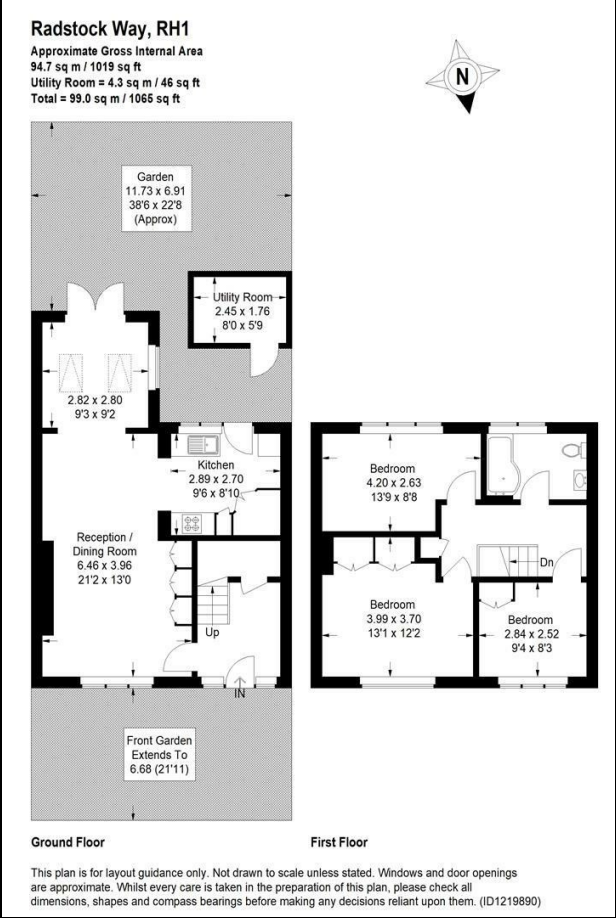 Radstock Way, RH1
Approximate Gross Internal Area
94.7 sq m / 1019 sq ft
Utility Room = 4.3 sq m / 46 sq ft
Total = 99.0 sq m / 1065 sq ft
N
Garden
11.73 x 6.91
38'6 x 22'8
(Approx)
Utility Room
2.45 x 1.76
8'0 x 5'9
2.82 x 2.80
9'3 x 9'2
Kitchen
2.89 x 2.70
9'6 x 8'10
Reception /
Dining Room
6.46 x 3.96
21'2 x 13'0
Up
IN
Front Garden
Extends To
6.68 (21'11)
Bedroom
4.20 x 2.63
13'9 x 8'8
Dn
Bedroom
3.99 x 3.70
13'1 x 12'2
Bedroom
2.84 x 2.52
9'4 x 8'3
Ground Floor
First Floor
This plan is for layout guidance only. Not drawn to scale unless stated. Windows and door openings
are approximate. Whilst every care is taken in the preparation of this plan, please check all
dimensions, shapes and compass bearings before making any decisions reliant upon them. (ID1219890)